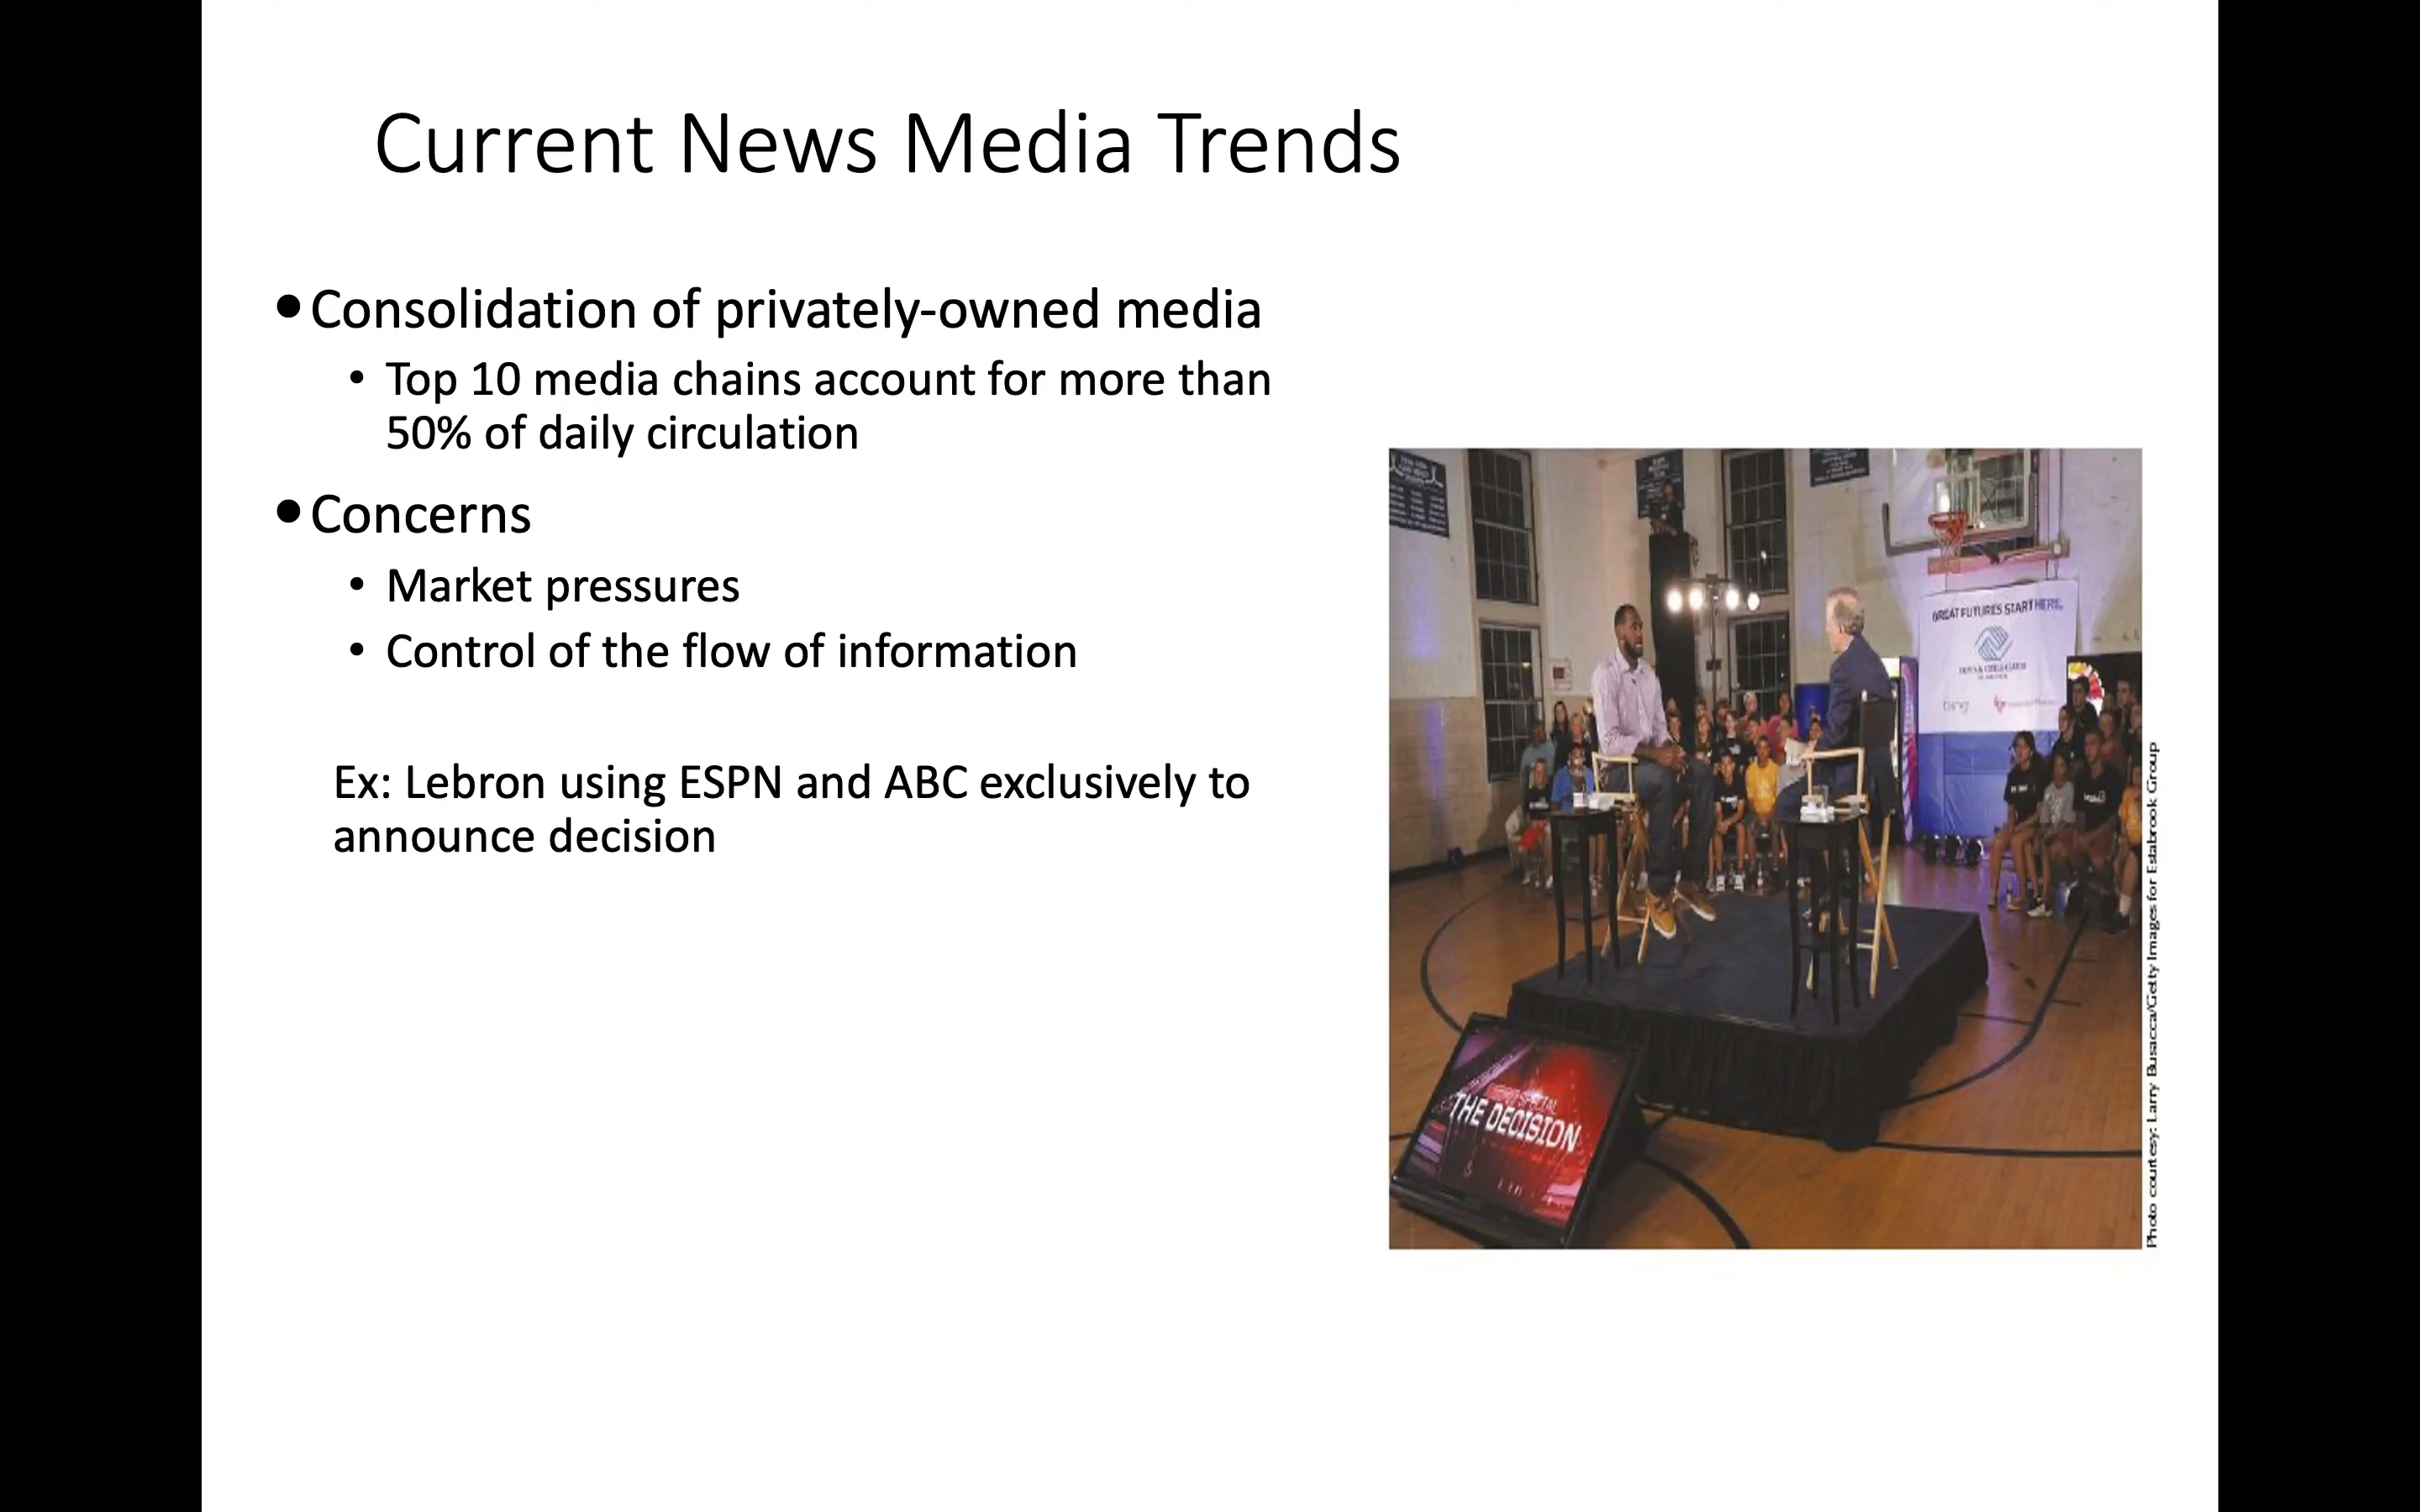 Current News Media Trends
• Consolidation of privately-owned media
• Top 10 media chains account for more than
50% of daily circulation
• Concerns
• Market pressures
• Control of the flow of information
Ex: Lebron using ESPN and ABC exclusively to
announce decision
GREAT FUTURES START HERE.
bing
SPECIAL
THE DECISION
Photo courtesy: Larry Busacca/Getty Images for Estabrook Group